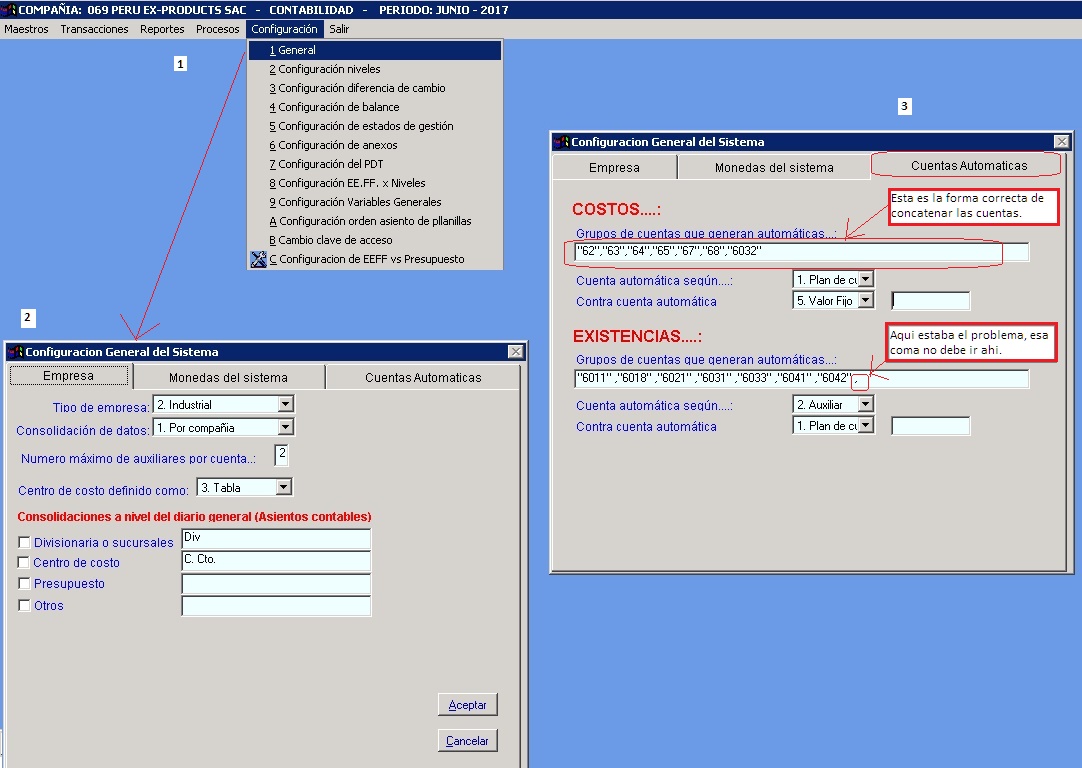 COMPAÑIA: 069 PERU EX-PRODUCTS SAC - CONTABILIDAD - PERIODO: JUNIO - 2017
Maestros Transacciones Reportes Procesos Configuración Salir
1 General
2 Configuración niveles
3 Configuración diferencia de cambio
4 Configuración de balance
5 Configuración de estados de gestión
6 Configuración de anexos
7 Configuración del PDT
8 Configuración EE.FF. x Niveles
9 Configuración Variables Generales
A Configuración orden asiento de pllanillas
B Cambio clave de acceso
C Configuracion de EEFF vs Presupuesto
1
2
Configuracion General del Sistema
Empresa Monedas del sistema Cuentas Automaticas
Tipo de empresa: 2. Industrial
Consolidación de datos: 1. Por compañia
Numero máximo de auxiliares por cuenta..: 2
Centro de costo definido como: 3. Tabla
Consolidaciones a nivel del diario general (Asientos contables)
Divisionaria o sucursales Div
Centro de costo C. Cto.
Presupuesto
Otros
Aceptar
Cancelar
3
Configuracion General del Sistema
Empresa Monedas del sistema Cuentas Automaticas
Esta es la forma correcta de
concatenar las cuentas.
COSTOS....:
Grupos de cuentas que generan automáticas...:
"62","63","64","65","67","68","6032"
Cuenta automática según....: 1. Plan de cu
Contra cuenta automática 5. Valor Fijo
Aqui estaba el problema, esa
coma no debe ir ahi.
EXISTENCIAS....:
Grupos de cuentas que generan automáticas...:
"6011" ,"6018" ,"6021" ,"6031" ,"6033" ,"6041" ,"6042" ,
Cuenta automática según....: 2. Auxiliar
Contra cuenta automática 1. Plan de cu